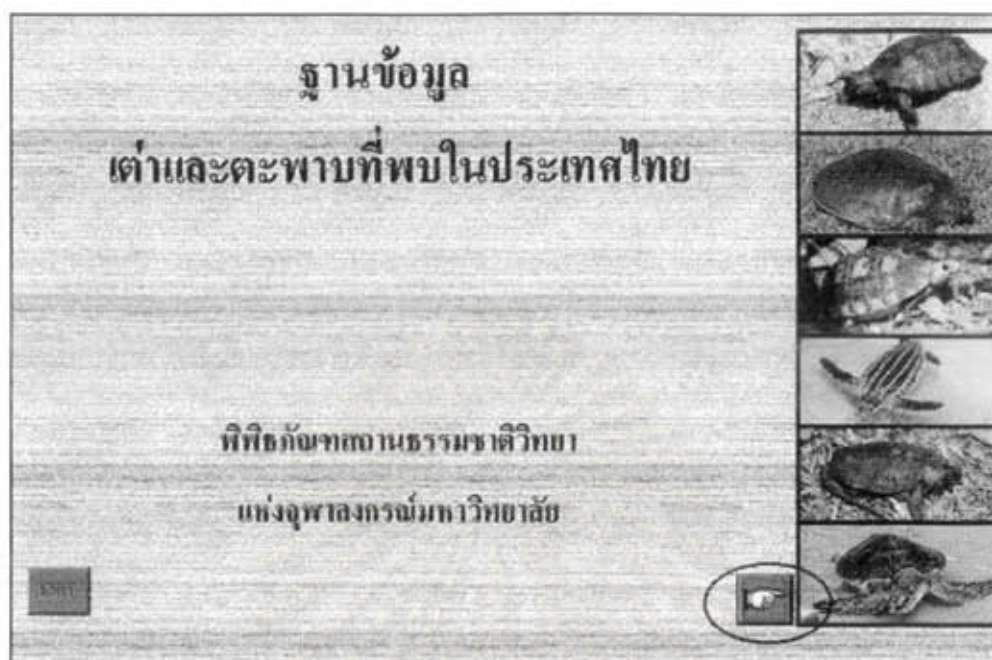 ฐานข้อมูล
เต่าและตะพาบที่พบในประเทศไทย
พิพิธภัณฑสถานธรรมชาติวิทยา
แห่งจุฬาลงกรณ์มหาวิทยาลัย
EXIT